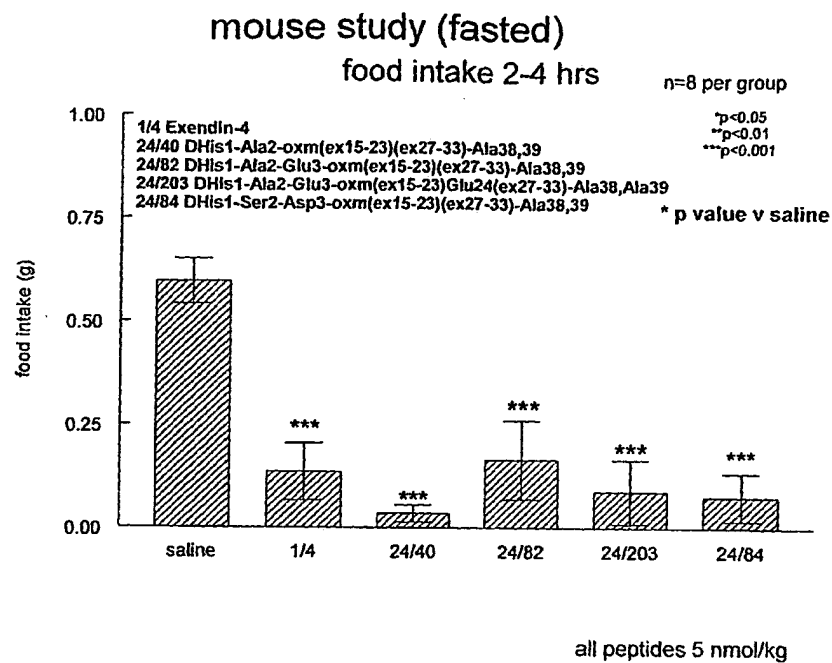 mouse study (fasted)
food intake 2-4 hrs
n=8 per group
*p<0.05
**p<0.01
***p<0.001
1/4 Exendin-4
24/40 DHis1-Ala2-oxm(ex15-23)(ex27-33)-Ala38,39
24/82 DHis1-Ala2-Glu3-oxm(ex15-23)(ex27-33)-Ala38,39
24/203 DHis1-Ala2-Glu3-oxm(ex15-23)Glu24(ex27-33)-Ala38,Ala39
24/84 DHis1-Ser2-Asp3-oxm(ex15-23)(ex27-33)-Ala38,39
* p value v saline
food intake (g)
1.00
0.75
0.50
0.25
0.00
*** *** *** *** ***
saline 1/4 24/40 24/82 24/203 24/84
all peptides 5 nmol/kg